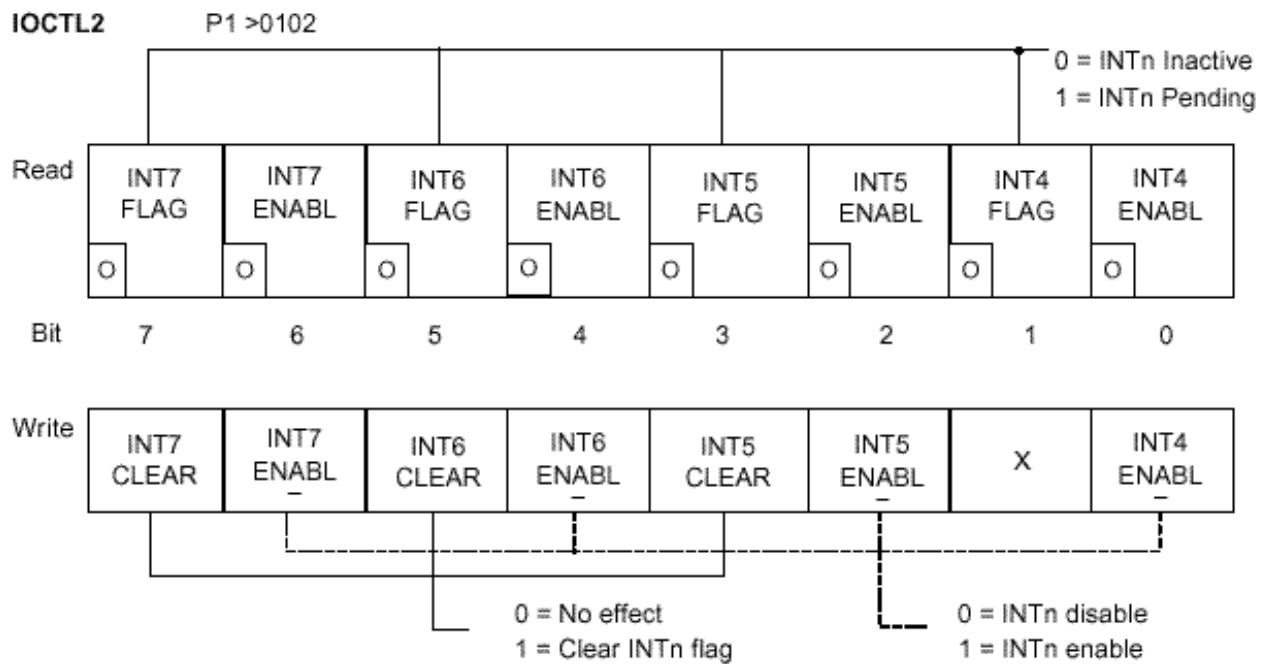 IOCTL2 P1 >0102
0 = INTn Inactive
1 = INTn Pending
Read
INT7 FLAG
INT7 ENABL
INT6 FLAG
INT6 ENABL
INT5 FLAG
INT5 ENABL
INT4 FLAG
INT4 ENABL
O O O O O O O O
Bit 7 6 5 4 3 2 1 0
Write
INT7 CLEAR
INT7 ENABL
INT6 CLEAR
INT6 ENABL
INT5 CLEAR
INT5 ENABL
X
INT4 ENABL
0 = No effect
1 = Clear INTn flag
0 = INTn disable
1 = INTn enable